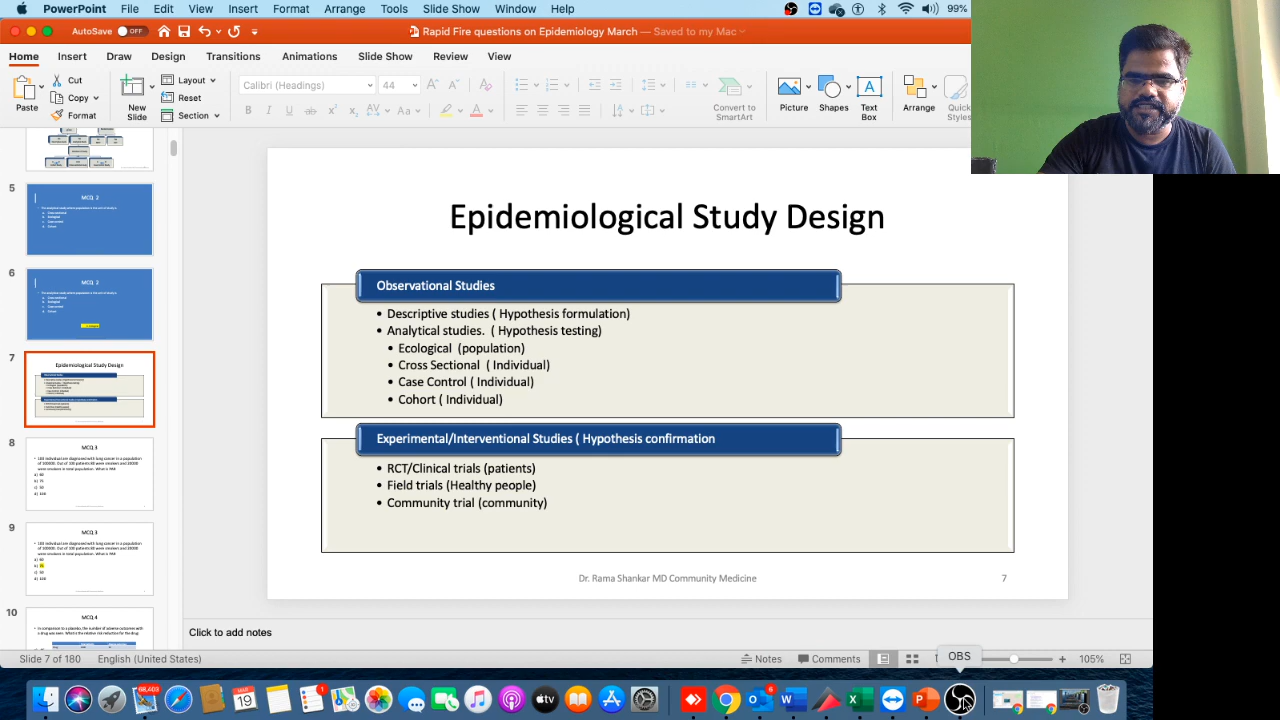 PowerPoint File Edit View Insert Format Arrange Tools Slide Show Window Help 99%
AutoSave OFF Rapid Fire questions on Epidemiology March — Saved to my Mac
Home Insert Draw Design Transitions Animations Slide Show Review View
Paste Cut Copy Format New Slide Layout Reset Section Calibri (Headings) 44 Convert to SmartArt Picture Shapes Text Box Arrange Quick Styles
5
MCQ. 2
6
MCQ. 2
7
Epidemiological Study Design
8
MCQ 3
9
MCQ 3
10
MCQ 4
Epidemiological Study Design
Observational Studies
• Descriptive studies ( Hypothesis formulation)
• Analytical studies. ( Hypothesis testing)
• Ecological (population)
• Cross Sectional ( Individual)
• Case Control ( Individual)
• Cohort ( Individual)
Experimental/Interventional Studies ( Hypothesis confirmation
• RCT/Clinical trials (patients)
• Field trials (Healthy people)
• Community trial (community)
Dr. Rama Shankar MD Community Medicine 7
Click to add notes
Slide 7 of 180 English (United States) Notes Comments 105%
OBS
68,403 MAR 19 1 tv 6